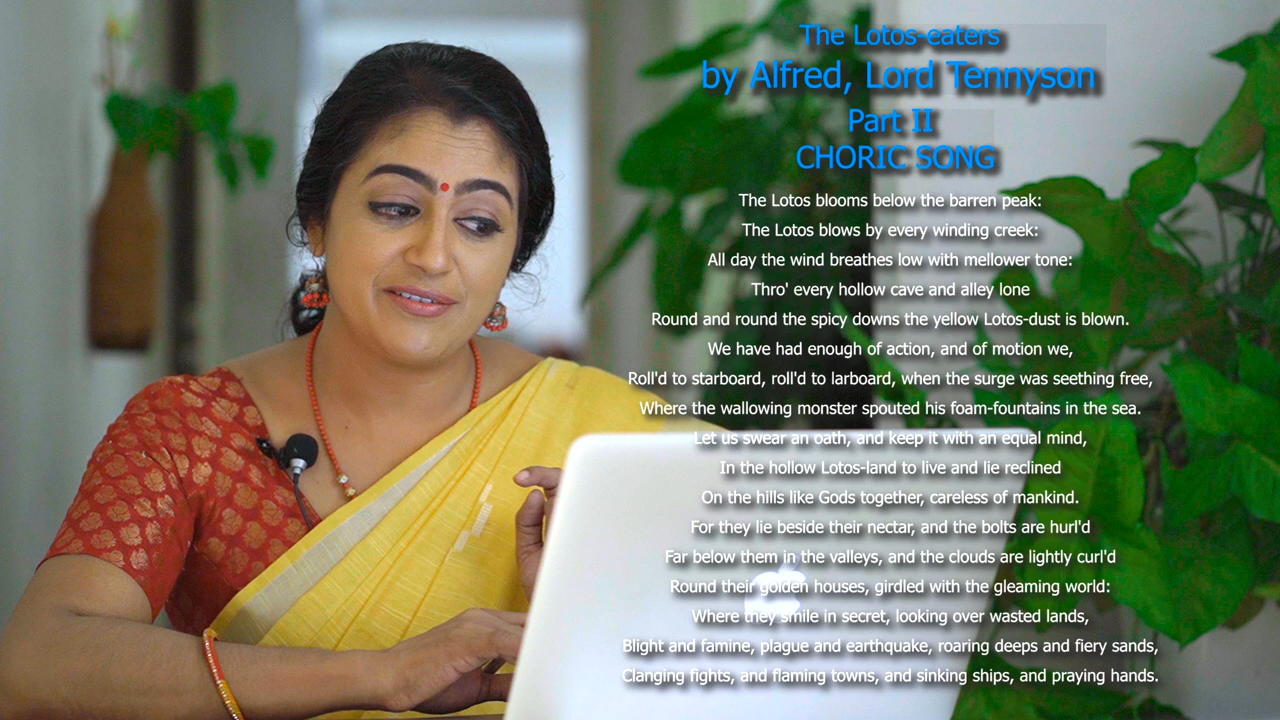 The Lotos-eaters
by Alfred, Lord Tennyson
Part II
CHORIC SONG
The Lotos blooms below the barren peak:
The Lotos blows by every winding creek:
All day the wind breathes low with mellower tone:
Thro' every hollow cave and alley lone
Round and round the spicy downs the yellow Lotos-dust is blown.
We have had enough of action, and of motion we,
Roll'd to starboard, roll'd to larboard, when the surge was seething free,
Where the wallowing monster spouted his foam-fountains in the sea.
Let us swear an oath, and keep it with an equal mind,
In the hollow Lotos-land to live and lie reclined
On the hills like Gods together, careless of mankind.
For they lie beside their nectar, and the bolts are hurl'd
Far below them in the valleys, and the clouds are lightly curl'd
Round their golden houses, girdled with the gleaming world:
Where they smile in secret, looking over wasted lands,
Blight and famine, plague and earthquake, roaring deeps and fiery sands,
Clanging fights, and flaming towns, and sinking ships, and praying hands.